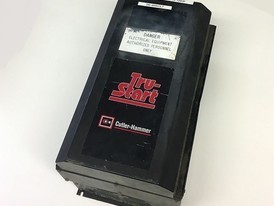 DANGER
ELECTRICAL EQUIPMENT
AUTHORIZED PERSONNEL
ONLY
Tru-
Start
Cutler-Hammer